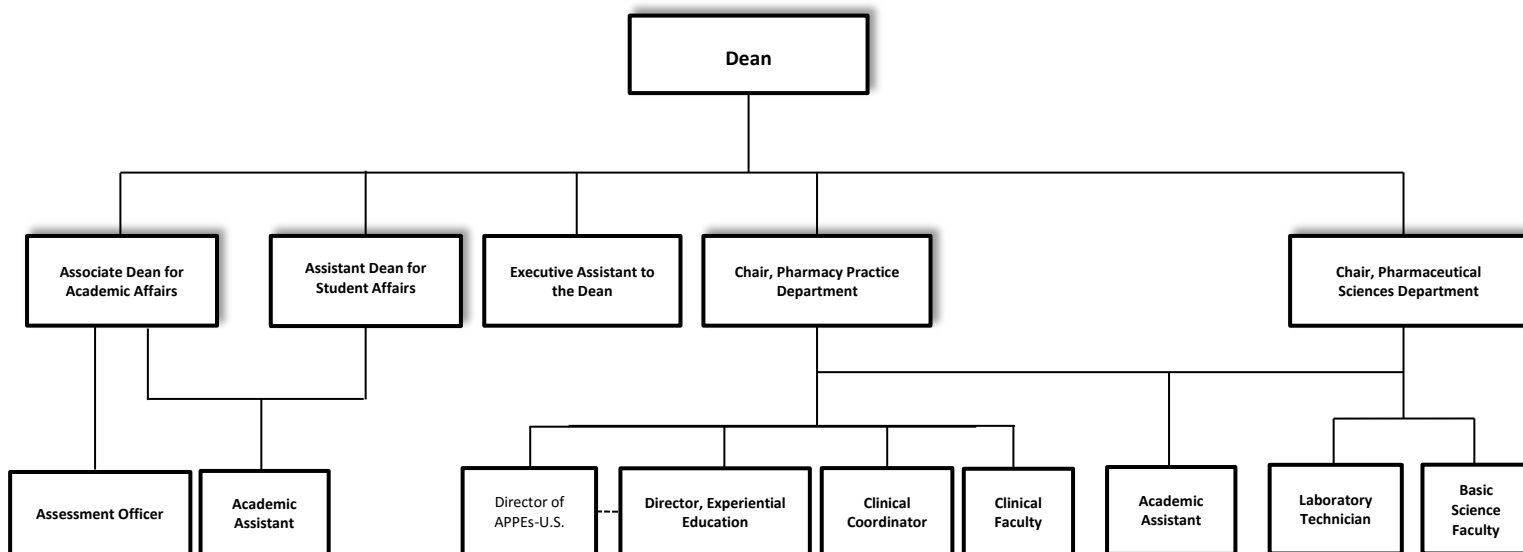 Dean
Associate Dean for
Academic Affairs
Assistant Dean for
Student Affairs
Executive Assistant to
the Dean
Chair, Pharmacy Practice
Department
Chair, Pharmaceutical
Sciences Department
Assessment Officer
Academic
Assistant
Director of
APPEs-U.S.
Director, Experiential
Education
Clinical
Coordinator
Clinical
Faculty
Academic
Assistant
Laboratory
Technician
Basic
Science
Faculty